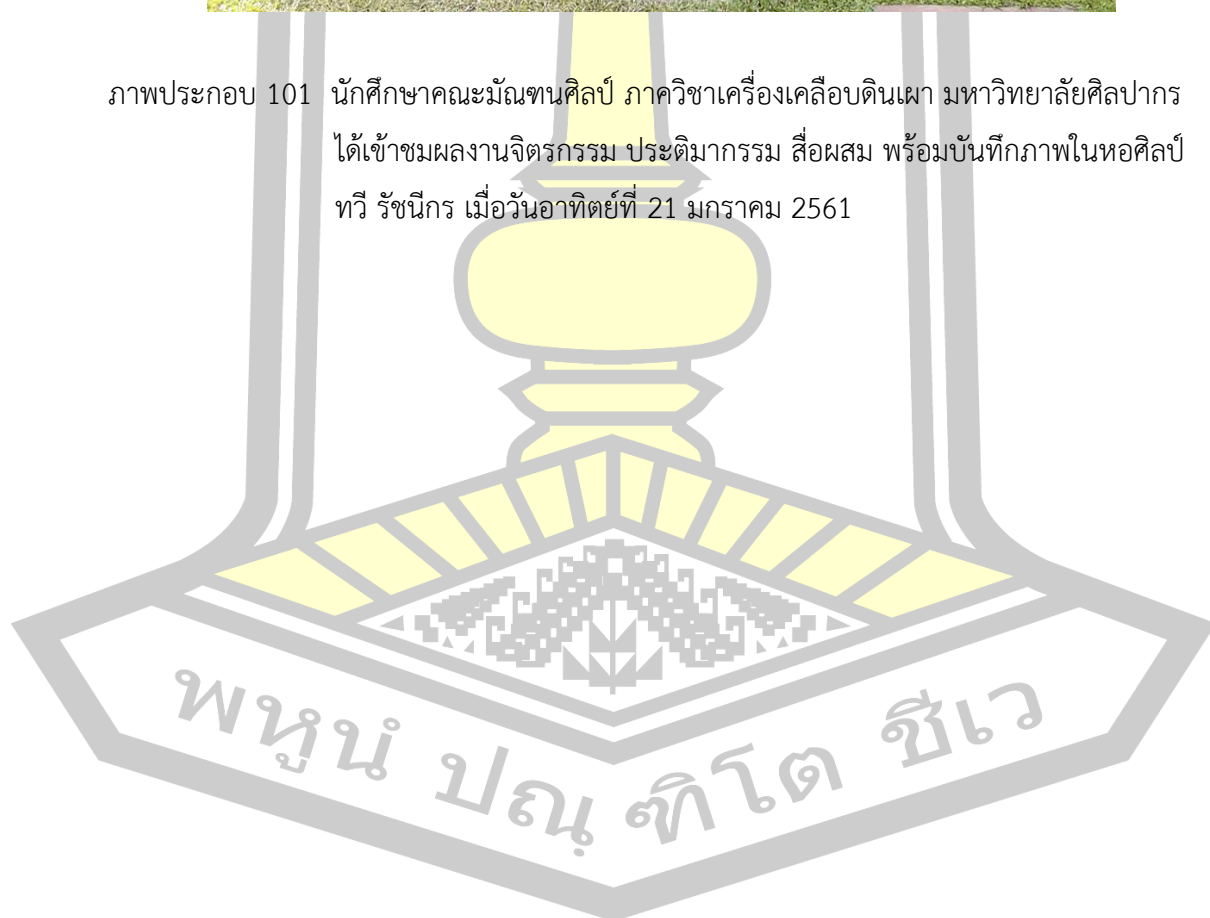 ภาพประกอบ 101 นักศึกษาคณะมัณฑนศิลป์ ภาควิชาเครื่องเคลือบดินเผา มหาวิทยาลัยศิลปากร
ได้เข้าชมผลงานจิตรกรรม ประติมากรรม สื่อผสม พร้อมบันทึกภาพในหอศิลป์
ทวี รัชนีกร เมื่อวันอาทิตย์ที่ 21 มกราคม 2561
พหูนํ ปณฺฑิโต ชีเว